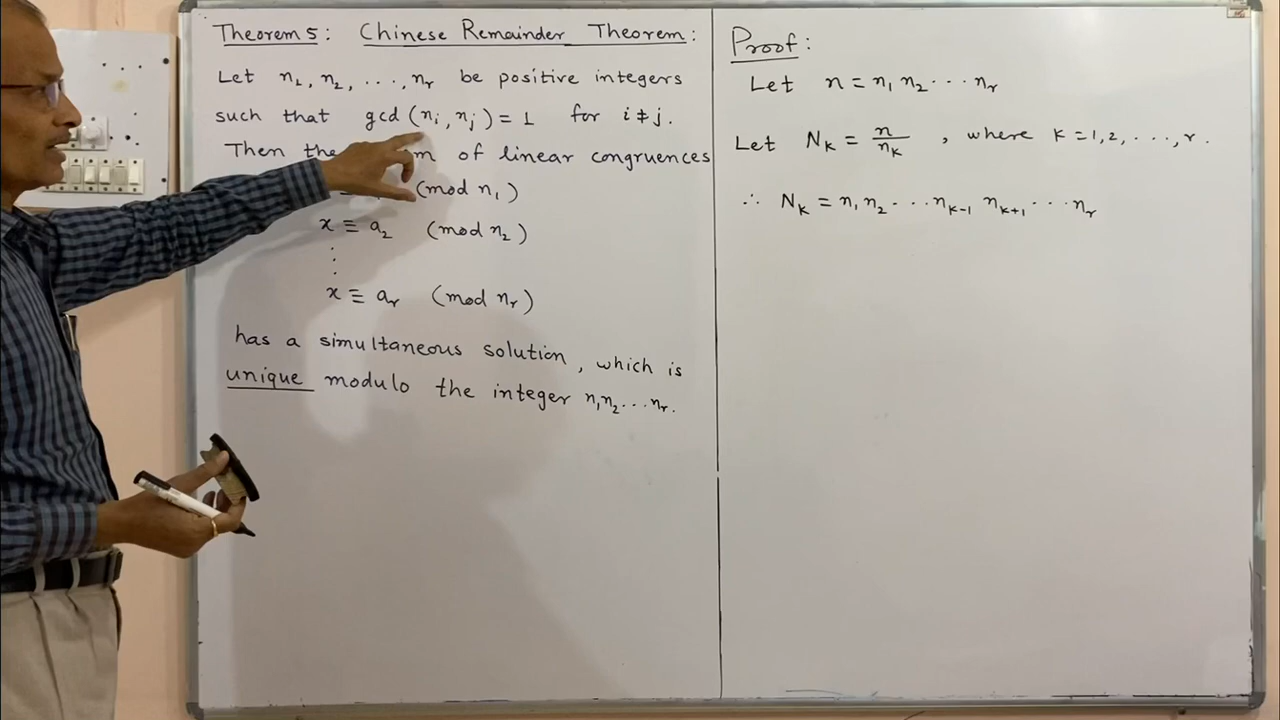 Theorem 5: Chinese Remainder Theorem:
Let n₁, n₂, ..., nᵣ be positive integers
such that gcd (nᵢ, nⱼ) = 1 for i ≠ j.
Then the m of linear congruences
(mod n₁)
x ≡ a₂ (mod n₂)
⋮
x ≡ aᵣ (mod nᵣ)
has a simultaneous solution, which is
unique modulo the integer n₁n₂...nᵣ.
Proof:
Let n = n₁ n₂ ... nᵣ
Let Nₖ = n/nₖ , where k = 1, 2, ..., r.
∴ Nₖ = n₁ n₂ ... nₖ₋₁ nₖ₊₁ ... nᵣ